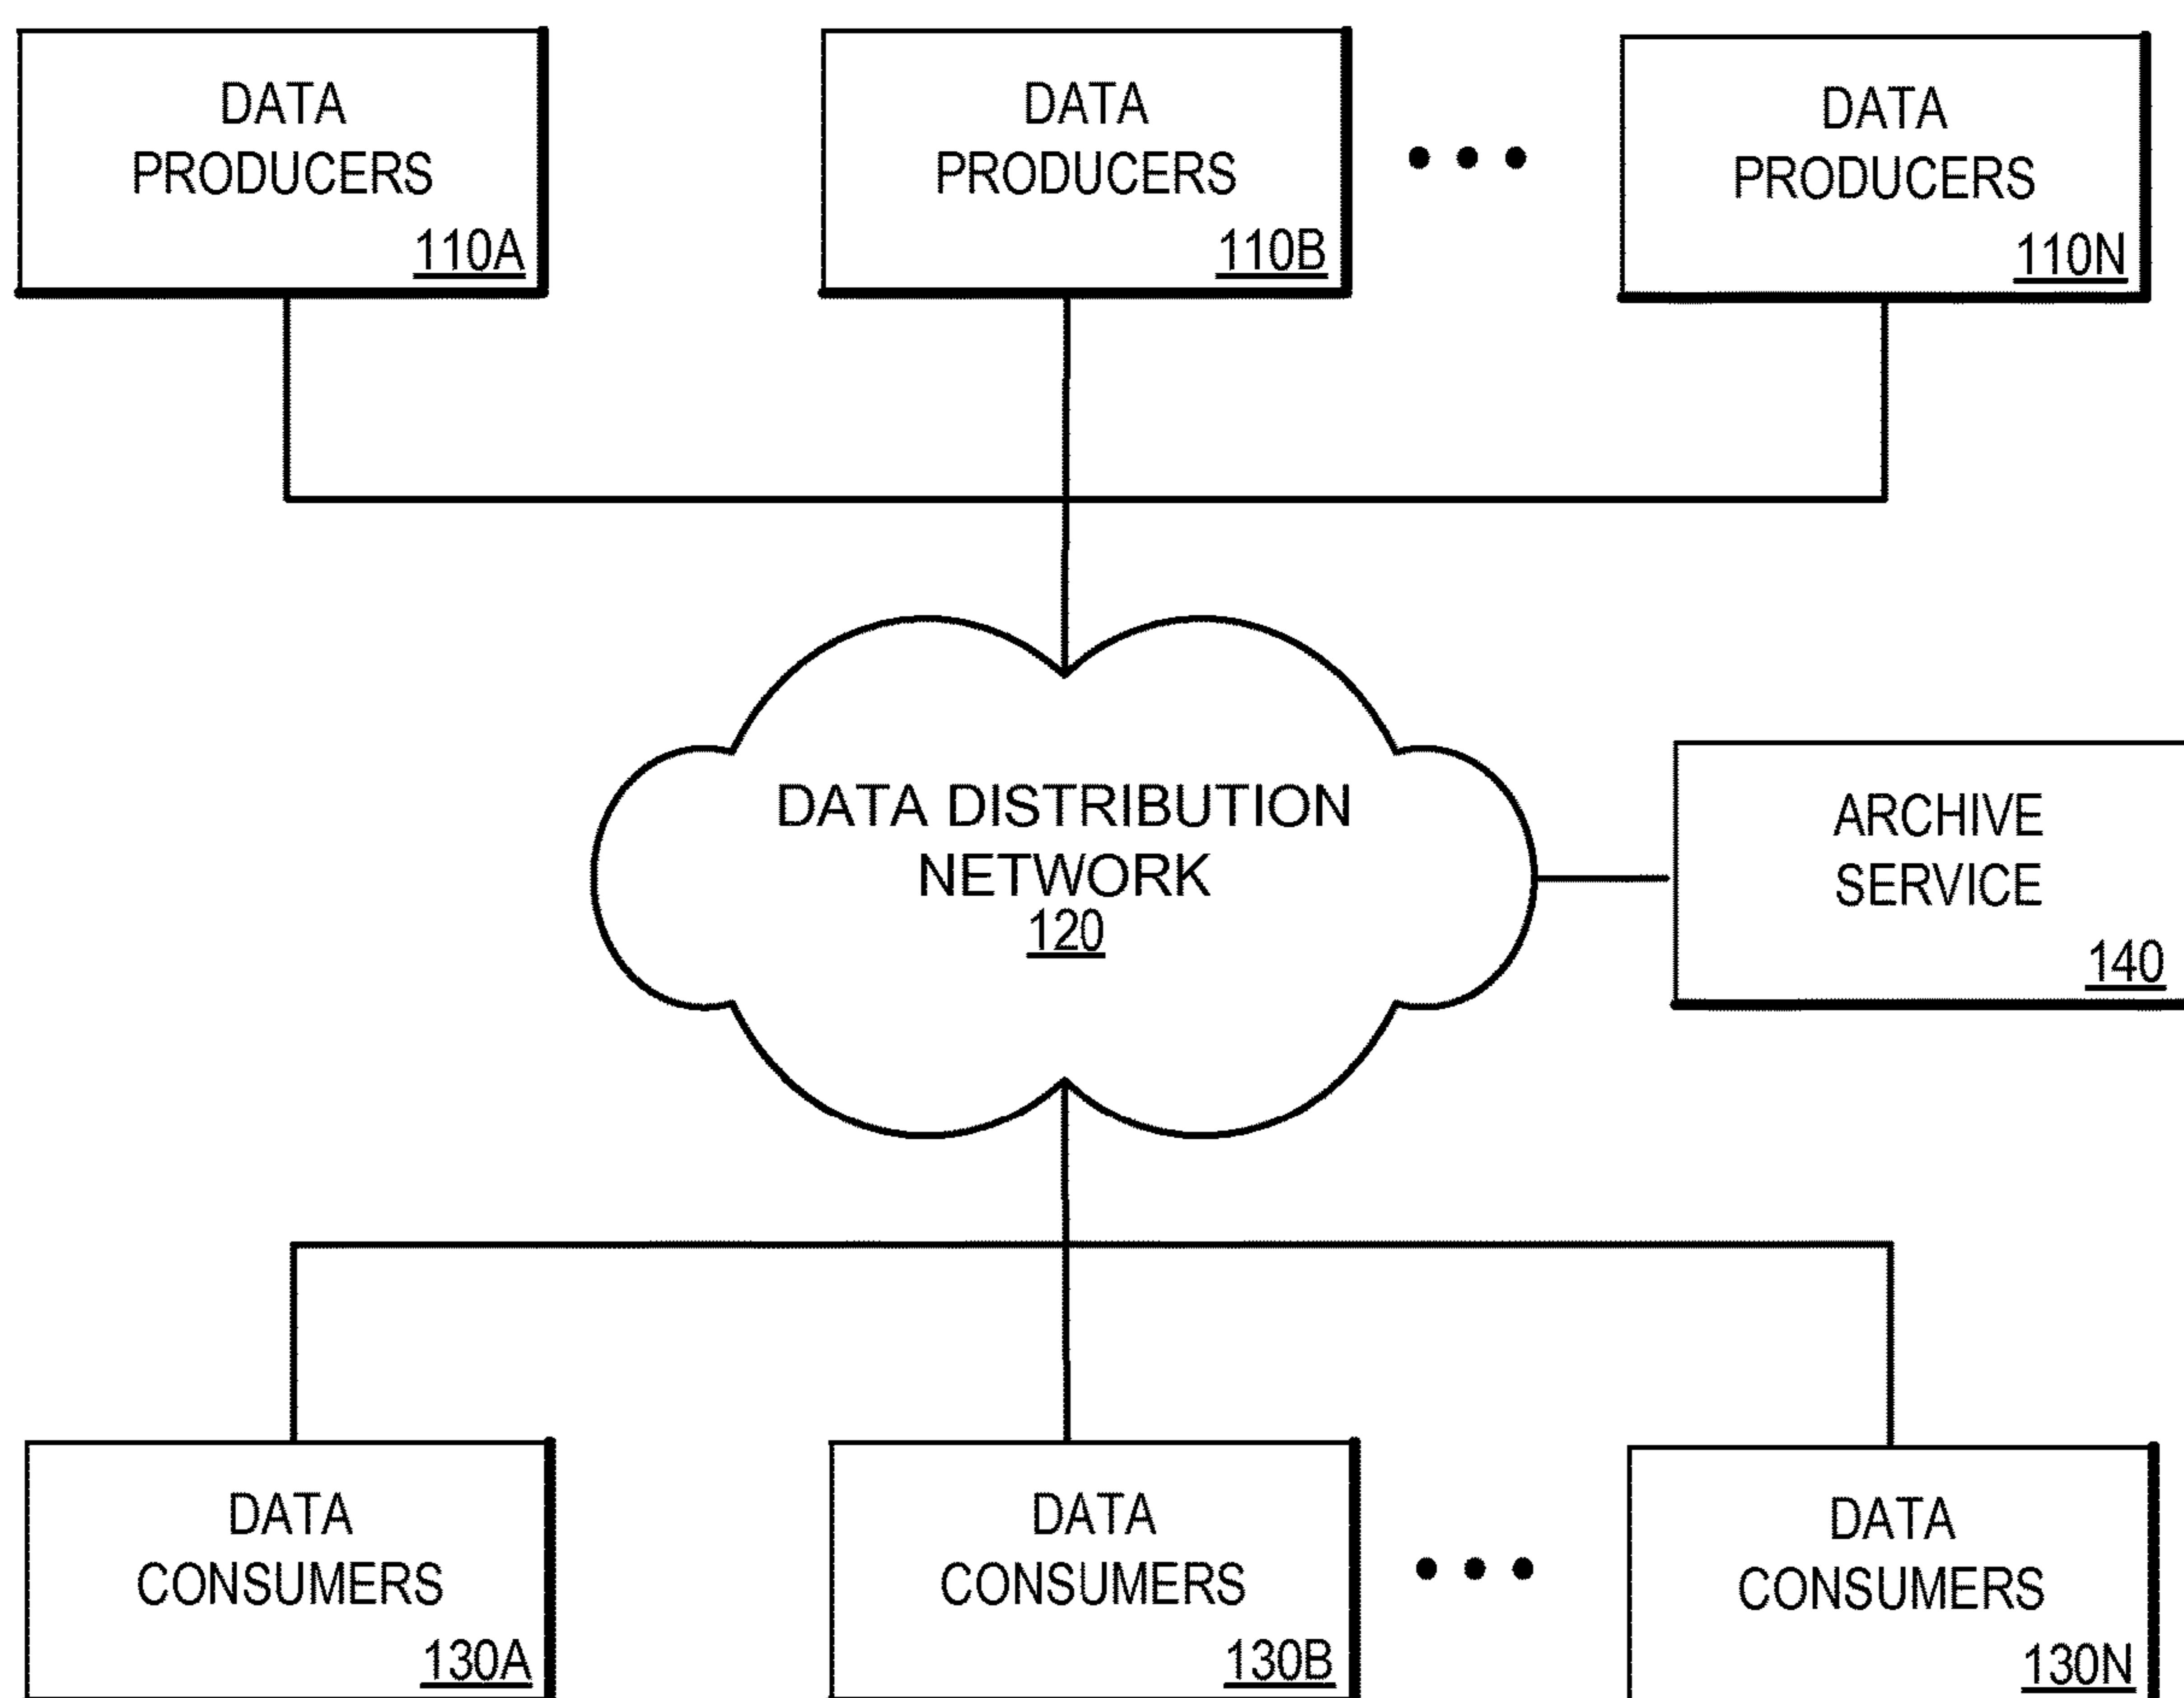 DATA
PRODUCERS
110A
DATA
PRODUCERS
110B
DATA
PRODUCERS
110N
DATA DISTRIBUTION
NETWORK
120
ARCHIVE
SERVICE
140
DATA
CONSUMERS
130A
DATA
CONSUMERS
130B
DATA
CONSUMERS
130N